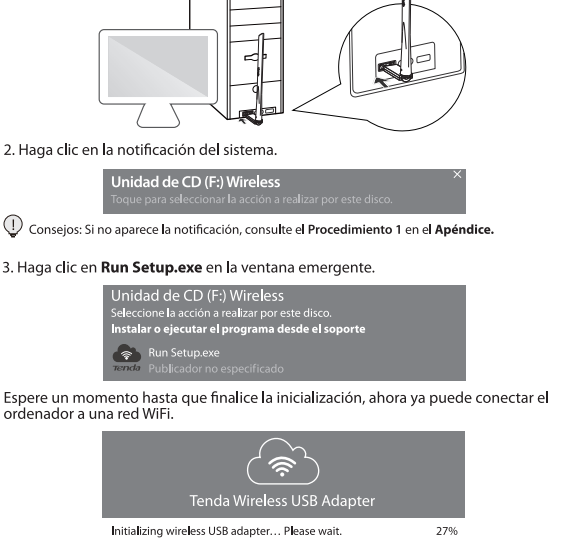 2. Haga clic en la notificación del sistema.
Unidad de CD (F:) Wireless
Toque para seleccionar la acción a realizar por este disco.
Consejos: Si no aparece la notificación, consulte el Procedimiento 1 en el Apéndice.
3. Haga clic en Run Setup.exe en la ventana emergente.
Unidad de CD (F:) Wireless
Seleccione la acción a realizar por este disco.
Instalar o ejecutar el programa desde el soporte
Run Setup.exe
Tenda
Publicador no especificado
Espere un momento hasta que finalice la inicialización, ahora ya puede conectar el
ordenador a una red WiFi.
Tenda Wireless USB Adapter
Initializing wireless USB adapter… Please wait. 27%